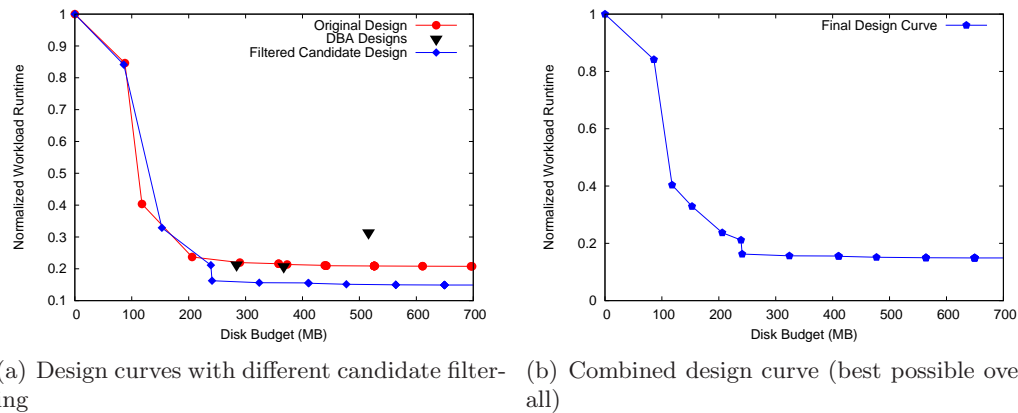 Original Design
DBA Designs
Filtered Candidate Design
1
0.9
0.8
0.7
0.6
0.5
0.4
0.3
0.2
0.1
Normalized Workload Runtime
0 100 200 300 400 500 600 700
Disk Budget (MB)
Final Design Curve
1
0.8
0.6
0.4
0.2
0
Normalized Workload Runtime
0 100 200 300 400 500 600 700
Disk Budget (MB)
a) Design curves with different candidate filter-
ing
(b) Combined design curve (best possible ove
all)